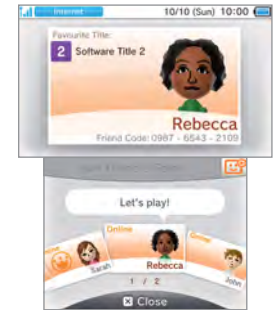 Internet
10/10 (Sun) 10:00
Favourite Title:
2 Software Title 2
Rebecca
Friend Code: 0987 - 6543 - 2109
Let's play!
Online
Online
Sarah
Rebecca
John
1 / 2
Close